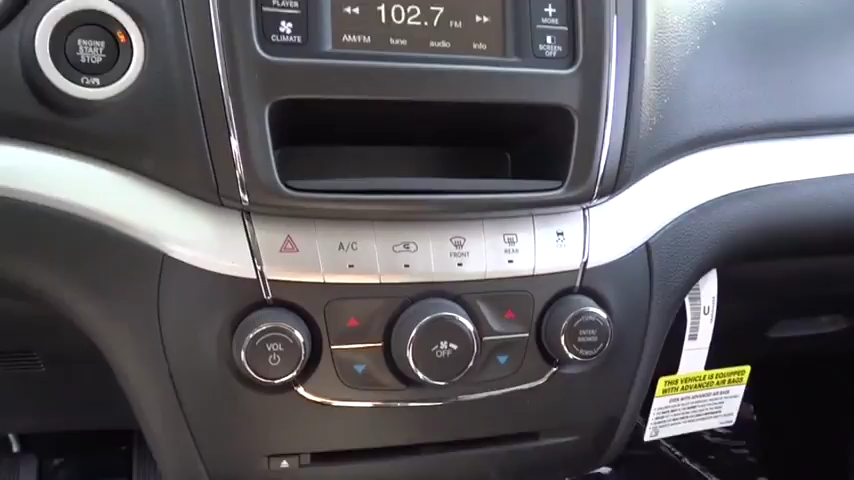 PLAYER
CLIMATE
102.7 FM
AM/FM tune audio info
MORE
SCREEN
OFF
ENGINE
START
STOP
A/C
FRONT
REAR
OFF
VOL
OFF
ENTER/
BROWSE
THIS VEHICLE IS EQUIPPED
WITH ADVANCED AIR BAGS